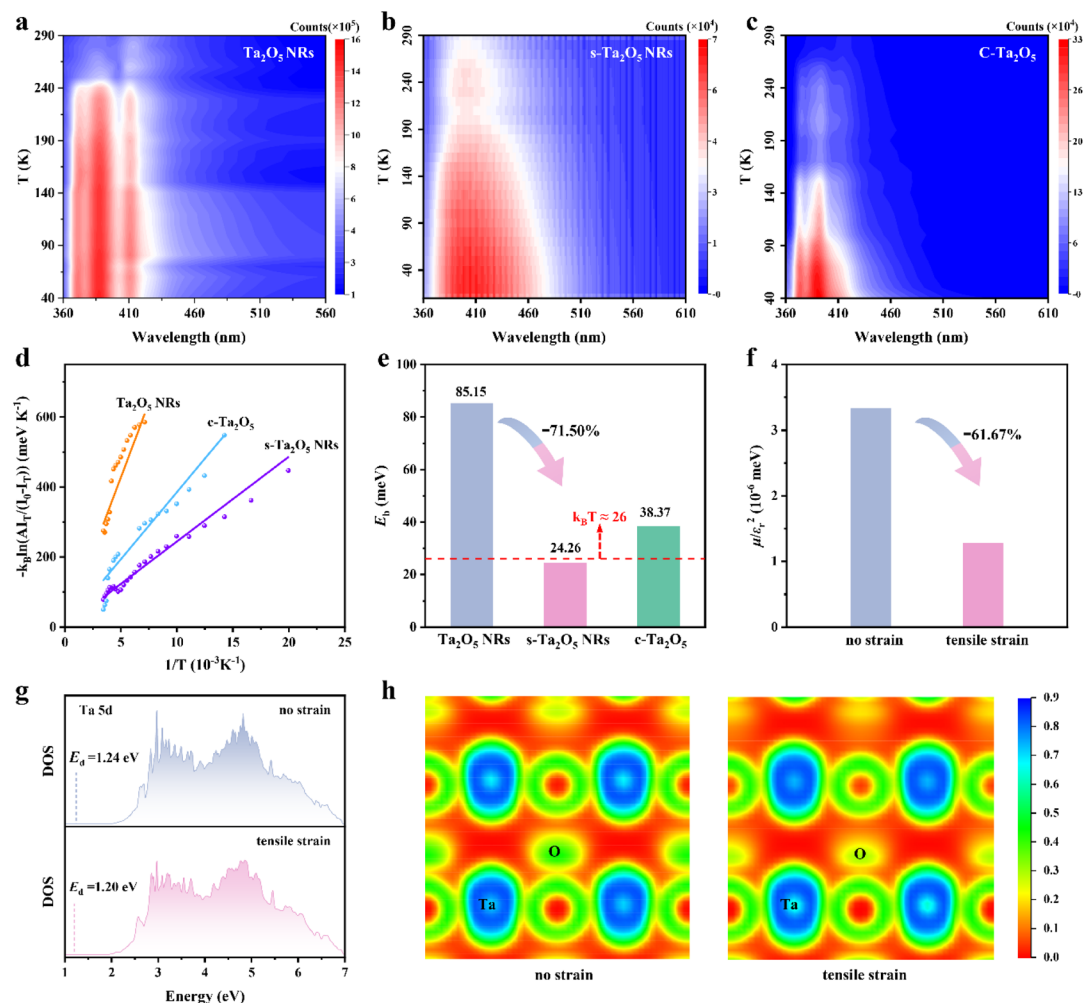 a
Counts(×10⁵)
Ta₂O₅ NRs
T (K)
290
240
190
140
90
40
360 410 460 510 560
Wavelength (nm)
16
14
12
10
8
7
5
3
1
b
Counts (×10⁴)
s-Ta₂O₅ NRs
T (K)
290
240
190
140
90
40
360 410 460 510 560 610
Wavelength (nm)
7
6
4
3
1
-0
c
Counts (×10⁴)
C-Ta₂O₅
T (K)
290
240
190
140
90
40
360 410 460 510 560 610
Wavelength (nm)
33
26
20
13
6
-0
d
-k_B ln(AI_T/(I₀-I_T)) (meV K⁻¹)
600
400
200
0
Ta₂O₅ NRs
c-Ta₂O₅
s-Ta₂O₅ NRs
0 5 10 15 20 25
1/T (10⁻³K⁻¹)
e
E_b (meV)
100
80
60
40
20
0
85.15
−71.50%
k_BT ≈ 26
24.26
38.37
Ta₂O₅ NRs s-Ta₂O₅ NRs c-Ta₂O₅
f
μ/ε_r² (10⁻⁶ meV)
4
3
2
1
0
−61.67%
no strain tensile strain
g
Ta 5d
no strain
E_d =1.24 eV
DOS
tensile strain
E_d =1.20 eV
DOS
1 2 3 4 5 6 7
Energy (eV)
h
O
Ta
no strain
O
Ta
tensile strain
0.9
0.8
0.7
0.6
0.5
0.4
0.3
0.2
0.1
0.0